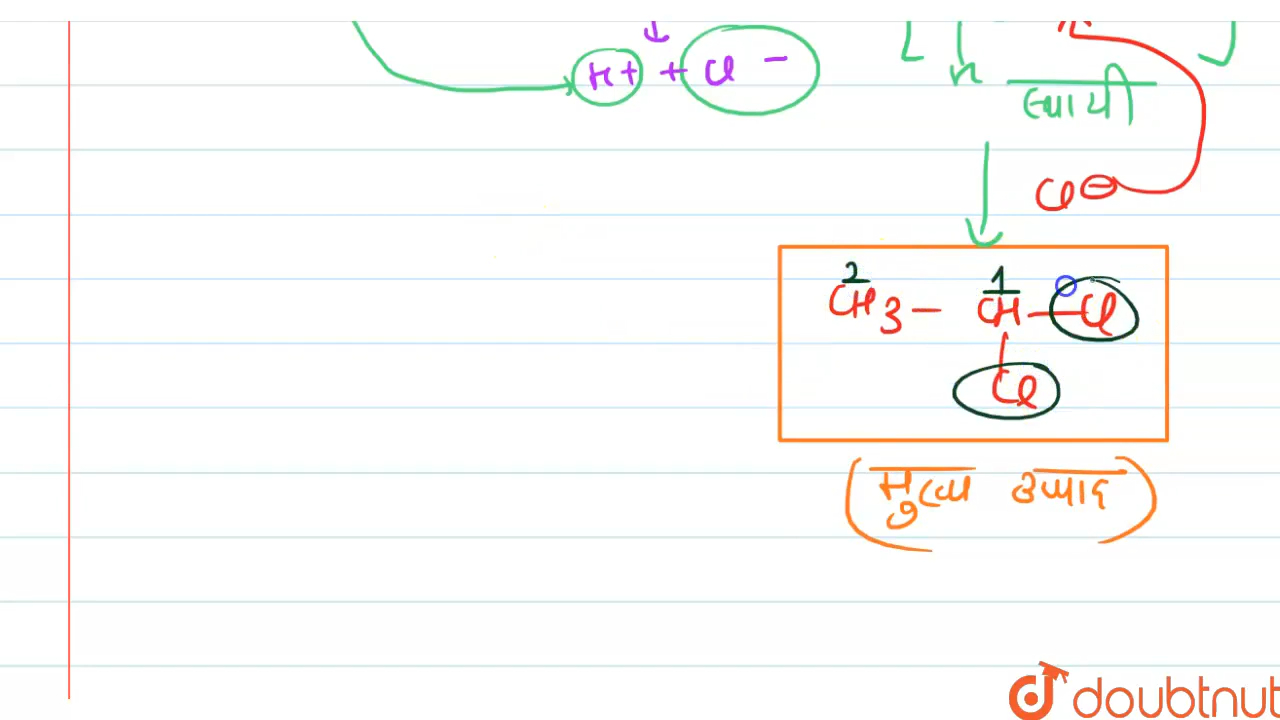 H+ + Cl -
H
स्थायी
Cl ⊖
2 1
CH3 - CH - Cl
Cl
(मुख्य उत्पाद)
doubtnut